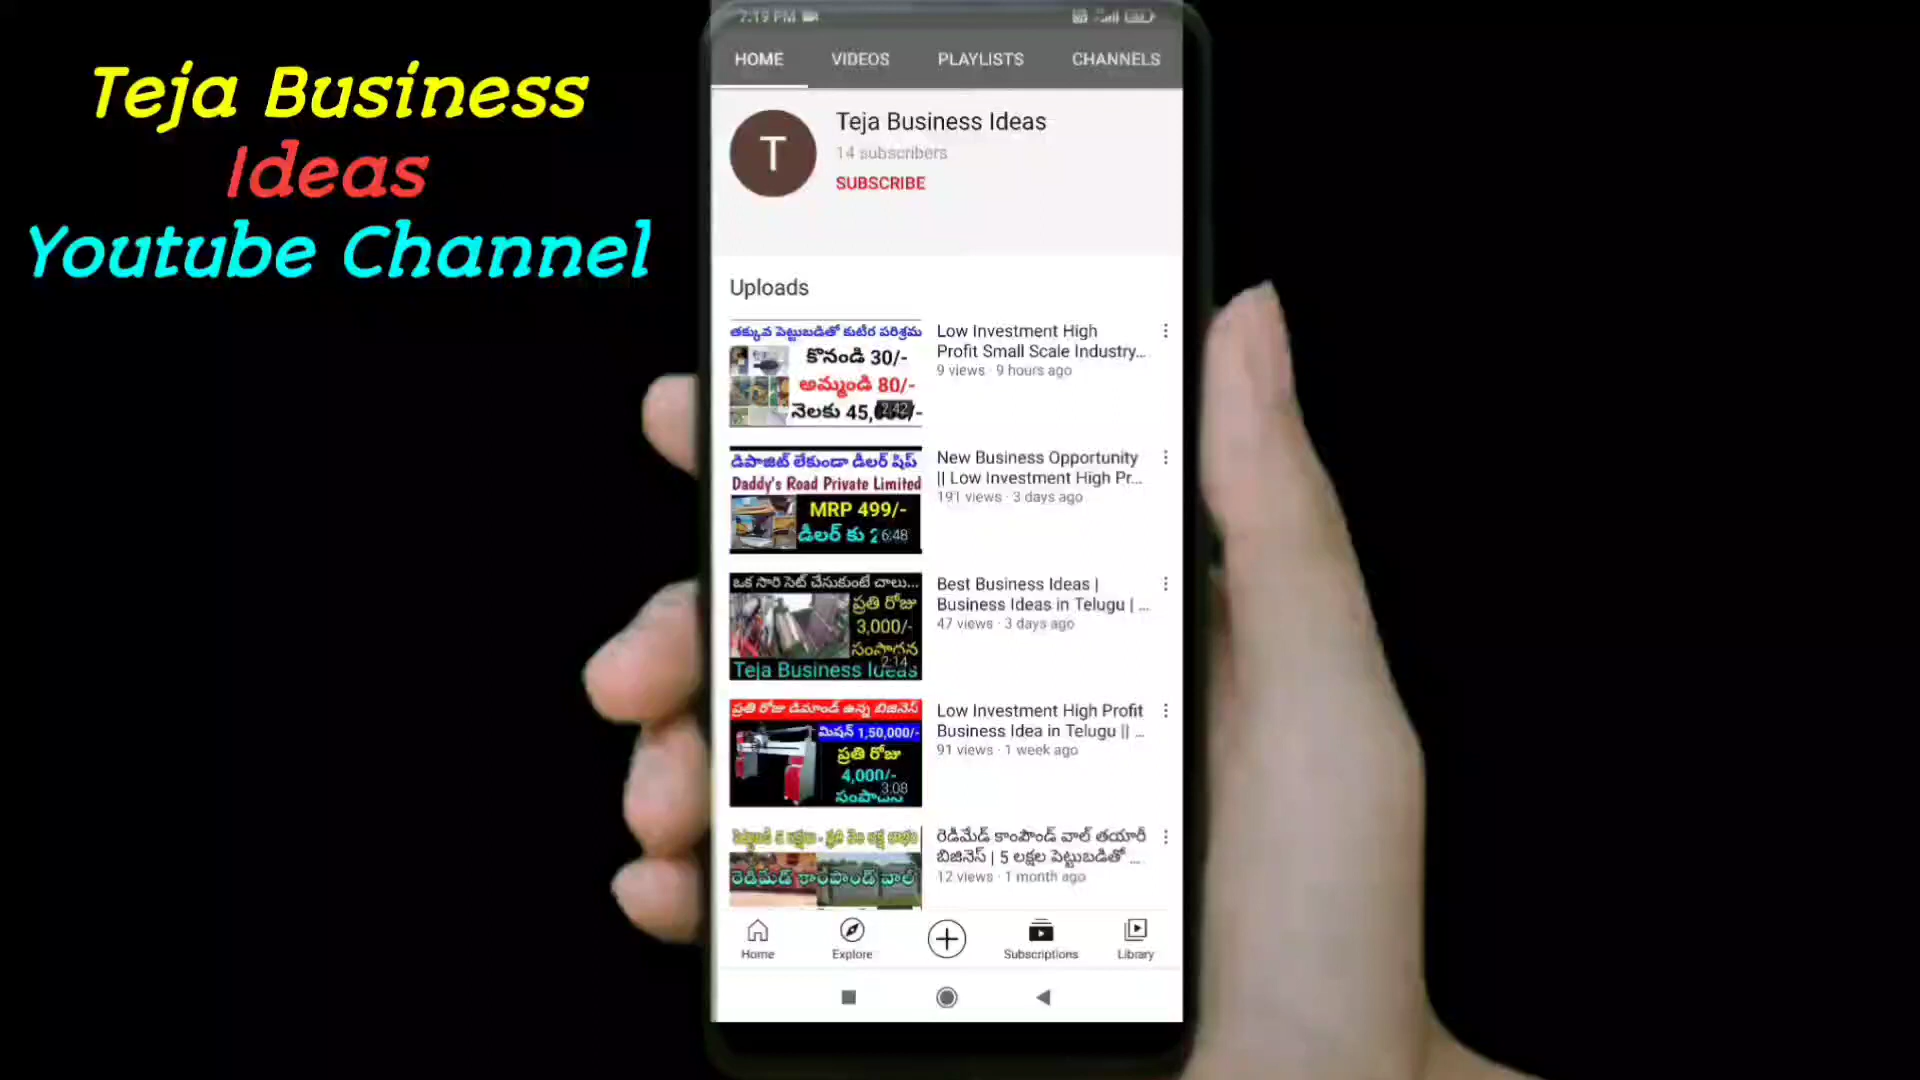 Teja Business
Ideas
Youtube Channel
7:19 PM
HOME
VIDEOS
PLAYLISTS
CHANNELS
T
Teja Business Ideas
14 subscribers
SUBSCRIBE
Uploads
తక్కువ పెట్టుబడితో కుటీర పరిశ్రమ
కొనండి 30/-
అమ్మండి 80/-
నెలకు 45,
2:42
Low Investment High
Profit Small Scale Industry...
9 views · 9 hours ago
డిపాజిట్ లేకుండా డీలర్ షిప్
Daddy's Road Private Limited
MRP 499/-
డీలర్ కు 2
6:48
New Business Opportunity
|| Low Investment High Pr...
191 views · 3 days ago
ఒక సారి సెట్ చేసుకుంటే చాలు...
ప్రతి రోజు
3,000/-
సంపాదన
2:14
Teja Business Ideas
Best Business Ideas |
Business Ideas in Telugu | ...
47 views · 3 days ago
ప్రతి రోజు డిమాండ్ ఉన్న బిజినెస్
మిషన్ 1,50,000/-
ప్రతి రోజు
4,000/-
3:08
సంపాదన
Low Investment High Profit
Business Idea in Telugu || ...
91 views · 1 week ago
రెడీమేడ్ కాంపౌండ్ వాల్
రెడీమేడ్ కాంపౌండ్ వాల్ తయారీ
బిజినెస్ | 5 లక్షల పెట్టుబడితో ...
12 views · 1 month ago
Home
Explore
Subscriptions
Library